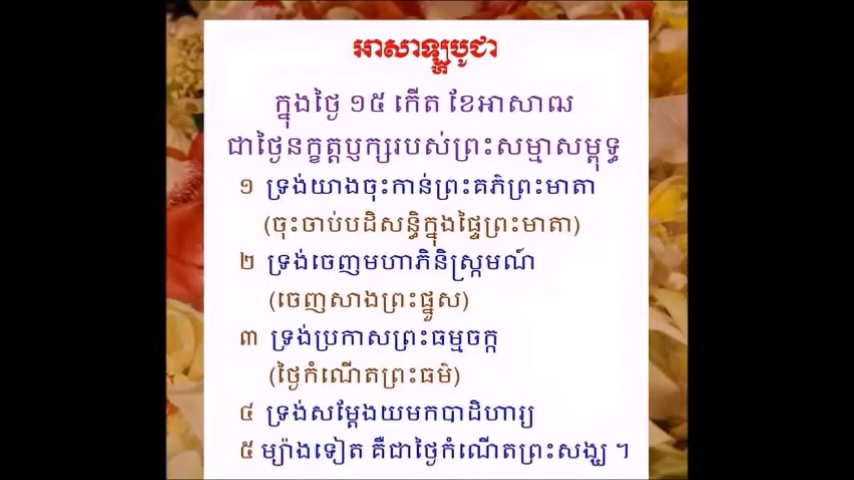 អាសាឡ្ហបូជា
ក្នុងថ្ងៃ ១៥ កើត ខែអាសាឍ
ជាថ្ងៃនក្ខត្តប្ញក្សរបស់ព្រះសម្មាសម្ពុទ្ធ
១ ទ្រង់យាងចុះកាន់ព្រះគភ៌ព្រះមាតា
(ចុះចាប់បដិសន្ធិក្នុងផ្ទៃព្រះមាតា)
២ ទ្រង់ចេញមហាភិនិស្ក្រមណ៍
(ចេញសាងព្រះផ្នួស)
៣ ទ្រង់ប្រកាសព្រះធម្មចក្ក
(ថ្ងៃកំណើតព្រះធម៌)
៤ ទ្រង់សម្ដែងយមកបាដិហារ្យ
៥ ម្យ៉ាងទៀត គឺជាថ្ងៃកំណើតព្រះសង្ឃ ។